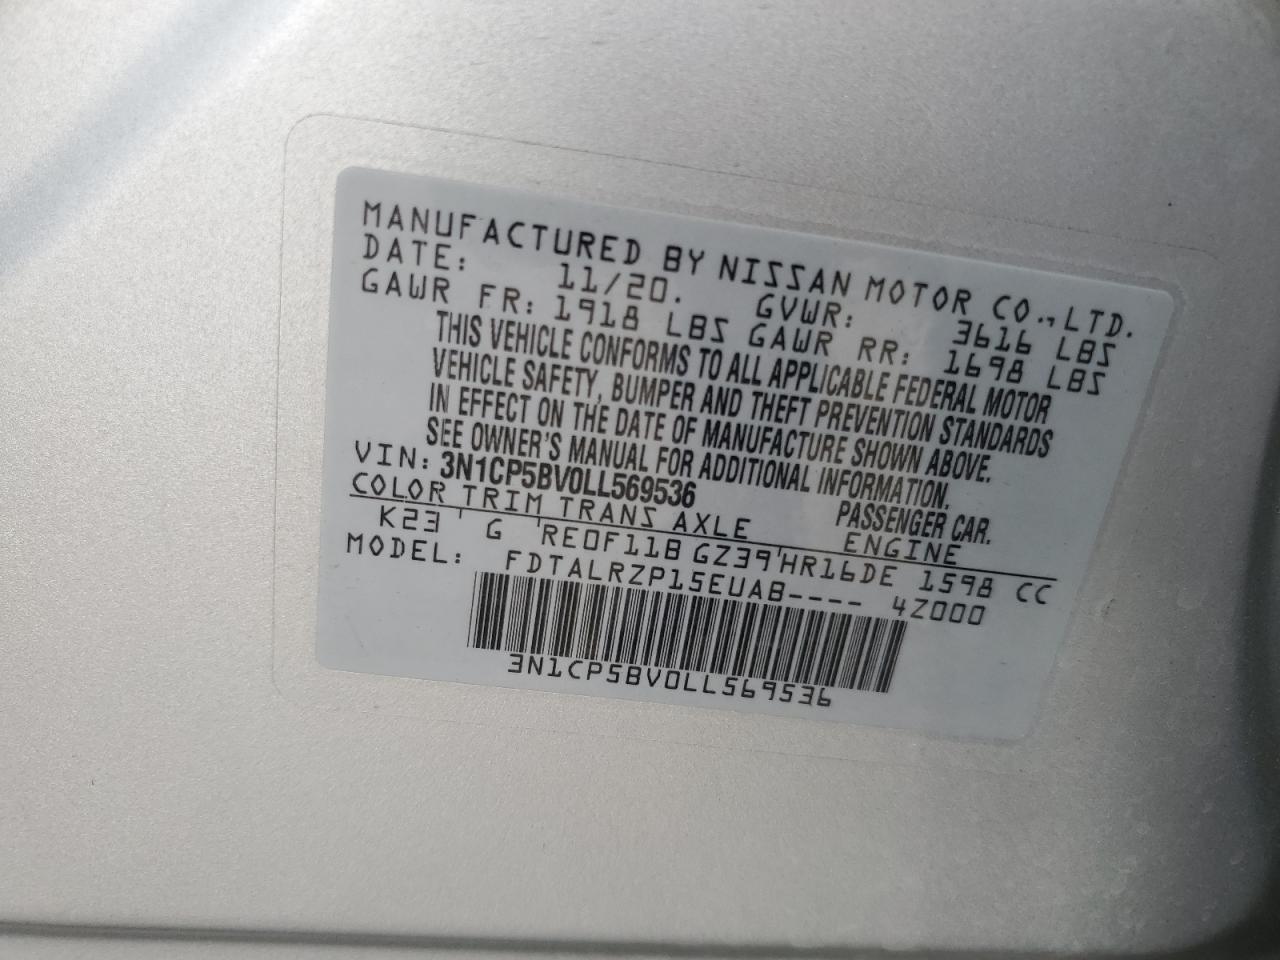 MANUFACTURED BY NISSAN MOTOR CO.,LTD.
DATE: 11/20. GVWR: 3616 LBS
GAWR FR: 1918 LBS GAWR RR: 1698 LBS
THIS VEHICLE CONFORMS TO ALL APPLICABLE FEDERAL MOTOR
VEHICLE SAFETY, BUMPER AND THEFT PREVENTION STANDARDS
IN EFFECT ON THE DATE OF MANUFACTURE SHOWN ABOVE.
SEE OWNER'S MANUAL FOR ADDITIONAL INFORMATION.
VIN: 3N1CP5BV0LL569536 PASSENGER CAR.
COLOR TRIM TRANS AXLE ENGINE
K23 ' G 'RE0F11B GZ39'HR16DE 1598 CC
MODEL: FDTALRZP15EUAB---- 4Z000
3N1CP5BV0LL569536